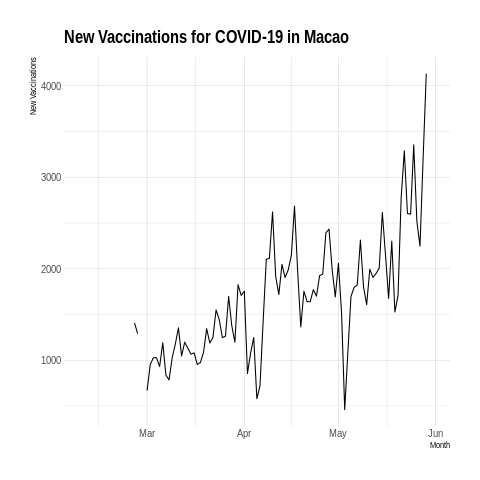 New Vaccinations for COVID-19 in Macao
New Vaccinations
4000
3000
2000
1000
Mar
Apr
May
Jun
Month